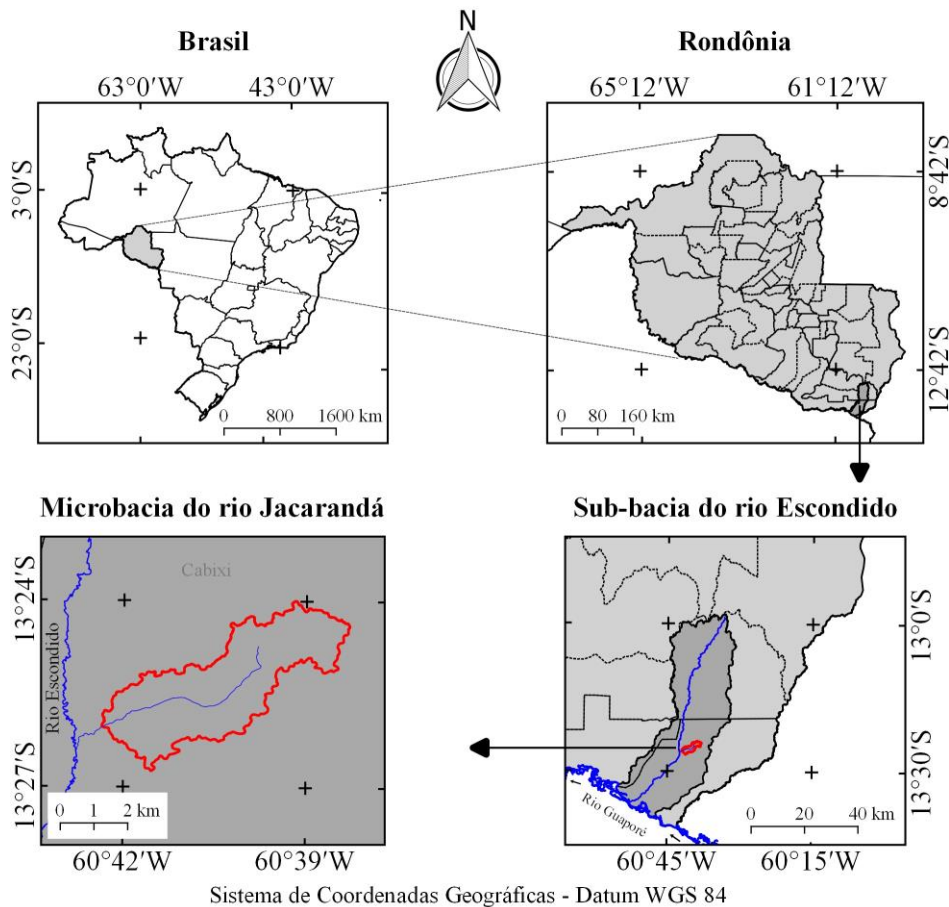 N
Brasil
63°0'W 43°0'W
3°0'S
23°0'S
0 800 1600 km
Rondônia
65°12'W 61°12'W
8°42'S
12°42'S
0 80 160 km
Microbacia do rio Jacarandá
13°24'S
13°27'S
Cabixi
Rio Escondido
0 1 2 km
60°42'W 60°39'W
Sub-bacia do rio Escondido
13°0'S
13°30'S
Rio Guaporé
0 20 40 km
60°45'W 60°15'W
Sistema de Coordenadas Geográficas - Datum WGS 84